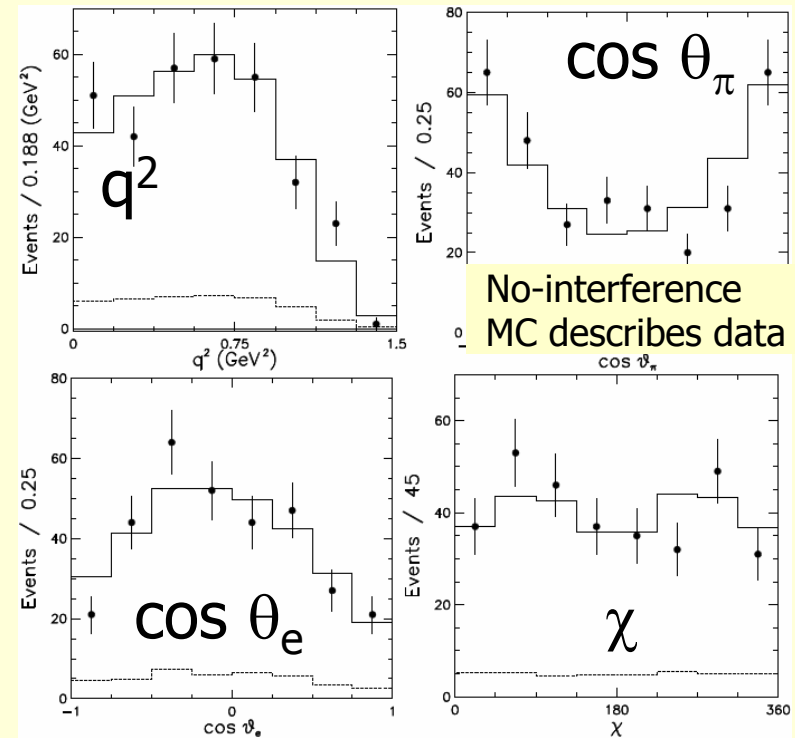 Events / 0.188 (GeV²)
60
40
20
0
q²
0
0.75
1.5
q² (GeV²)
Events / 0.25
80
60
40
20
0
cos θπ
No-interference
MC describes data
cos ϑπ
Events / 0.25
80
60
40
20
0
cos θe
-1
0
1
cos ϑe
Events / 45
60
40
20
0
χ
0
180
360
χ